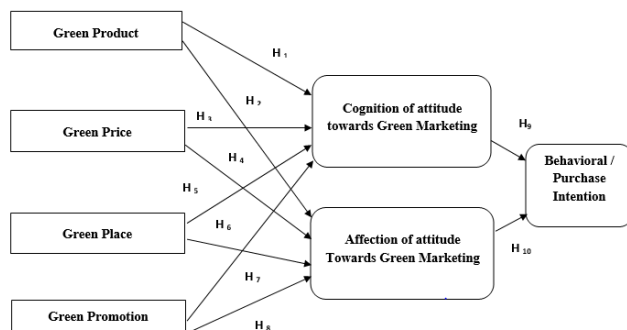 Green Product
H 1
H 2
Cognition of attitude
towards Green Marketing
Green Price
H 3
H 4
H9
Behavioral /
Purchase
Intention
H 5
Green Place
H 6
Affection of attitude
Towards Green Marketing
H 10
H 7
Green Promotion
H 8